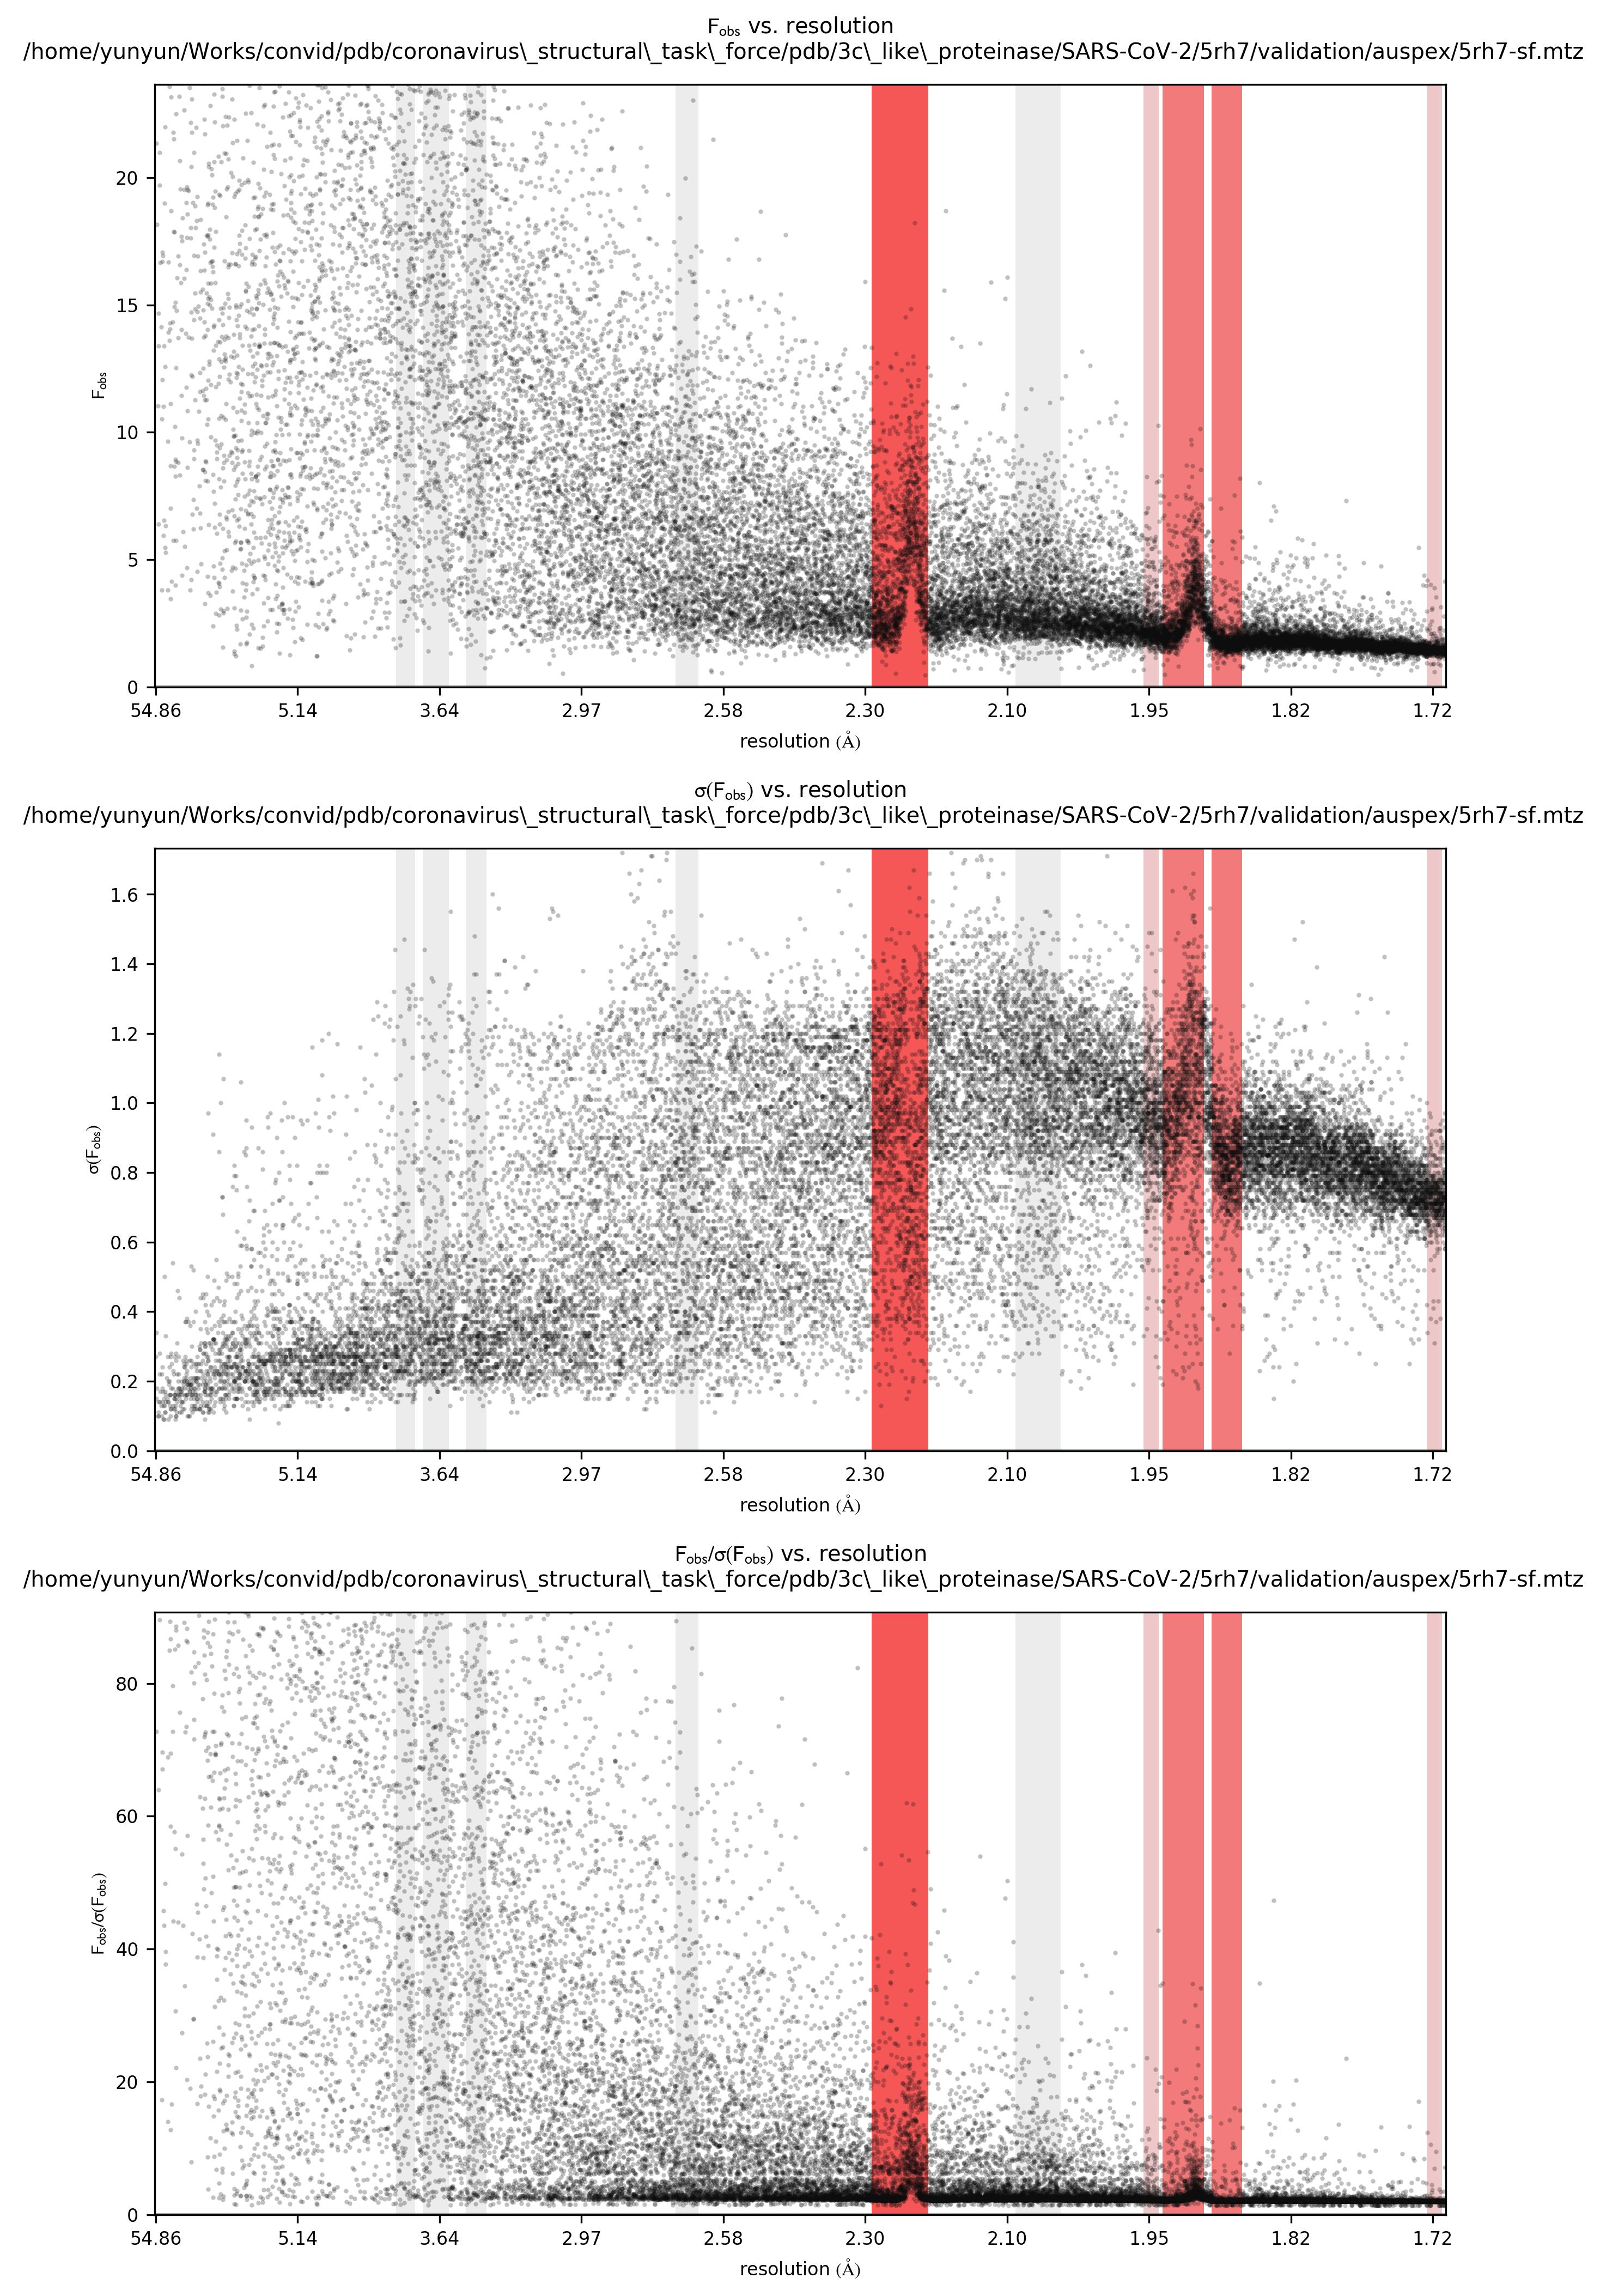 Fobs vs. resolution
/home/yunyun/Works/convid/pdb/coronavirus\_structural\_task\_force/pdb/3c\_like\_proteinase/SARS-CoV-2/5rh7/validation/auspex/5rh7-sf.mtz
20
15
10
5
0
Fobs
54.86 5.14 3.64 2.97 2.58 2.30 2.10 1.95 1.82 1.72
resolution (Å)
σ(Fobs) vs. resolution
/home/yunyun/Works/convid/pdb/coronavirus\_structural\_task\_force/pdb/3c\_like\_proteinase/SARS-CoV-2/5rh7/validation/auspex/5rh7-sf.mtz
1.6
1.4
1.2
1.0
0.8
0.6
0.4
0.2
0.0
σ(Fobs)
54.86 5.14 3.64 2.97 2.58 2.30 2.10 1.95 1.82 1.72
resolution (Å)
Fobs/σ(Fobs) vs. resolution
/home/yunyun/Works/convid/pdb/coronavirus\_structural\_task\_force/pdb/3c\_like\_proteinase/SARS-CoV-2/5rh7/validation/auspex/5rh7-sf.mtz
80
60
40
20
0
Fobs/σ(Fobs)
54.86 5.14 3.64 2.97 2.58 2.30 2.10 1.95 1.82 1.72
resolution (Å)